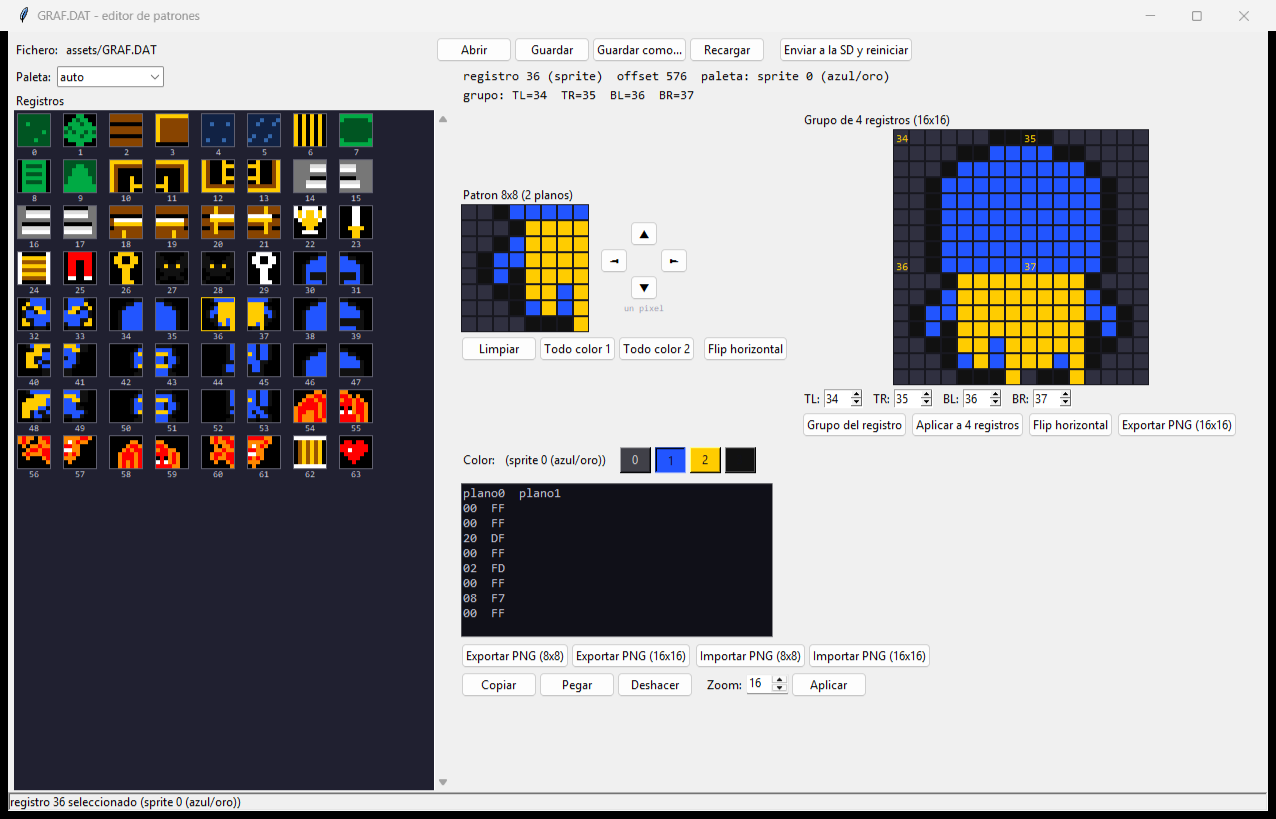 GRAF.DAT - editor de patrones
Fichero: assets/GRAF.DAT
Abrir Guardar Guardar como... Recargar Enviar a la SD y reiniciar
Paleta: auto
registro 36 (sprite) offset 576 paleta: sprite 0 (azul/oro)
grupo: TL=34 TR=35 BL=36 BR=37
Registros
0 1 2 3 4 5 6 7
8 9 10 11 12 13 14 15
16 17 18 19 20 21 22 23
24 25 26 27 28 29 30 31
32 33 34 35 36 37 38 39
40 41 42 43 44 45 46 47
48 49 50 51 52 53 54 55
56 57 58 59 60 61 62 63
Patron 8x8 (2 planos)
▲
◄ ►
▼
un pixel
Limpiar Todo color 1 Todo color 2 Flip horizontal
Grupo de 4 registros (16x16)
34 35
36 37
TL: 34 TR: 35 BL: 36 BR: 37
Grupo del registro Aplicar a 4 registros Flip horizontal Exportar PNG (16x16)
Color: (sprite 0 (azul/oro)) 0 1 2
plano0 plano1
00 FF
00 FF
20 DF
00 FF
02 FD
00 FF
08 F7
00 FF
Exportar PNG (8x8) Exportar PNG (16x16) Importar PNG (8x8) Importar PNG (16x16)
Copiar Pegar Deshacer Zoom: 16 Aplicar
registro 36 seleccionado (sprite 0 (azul/oro))